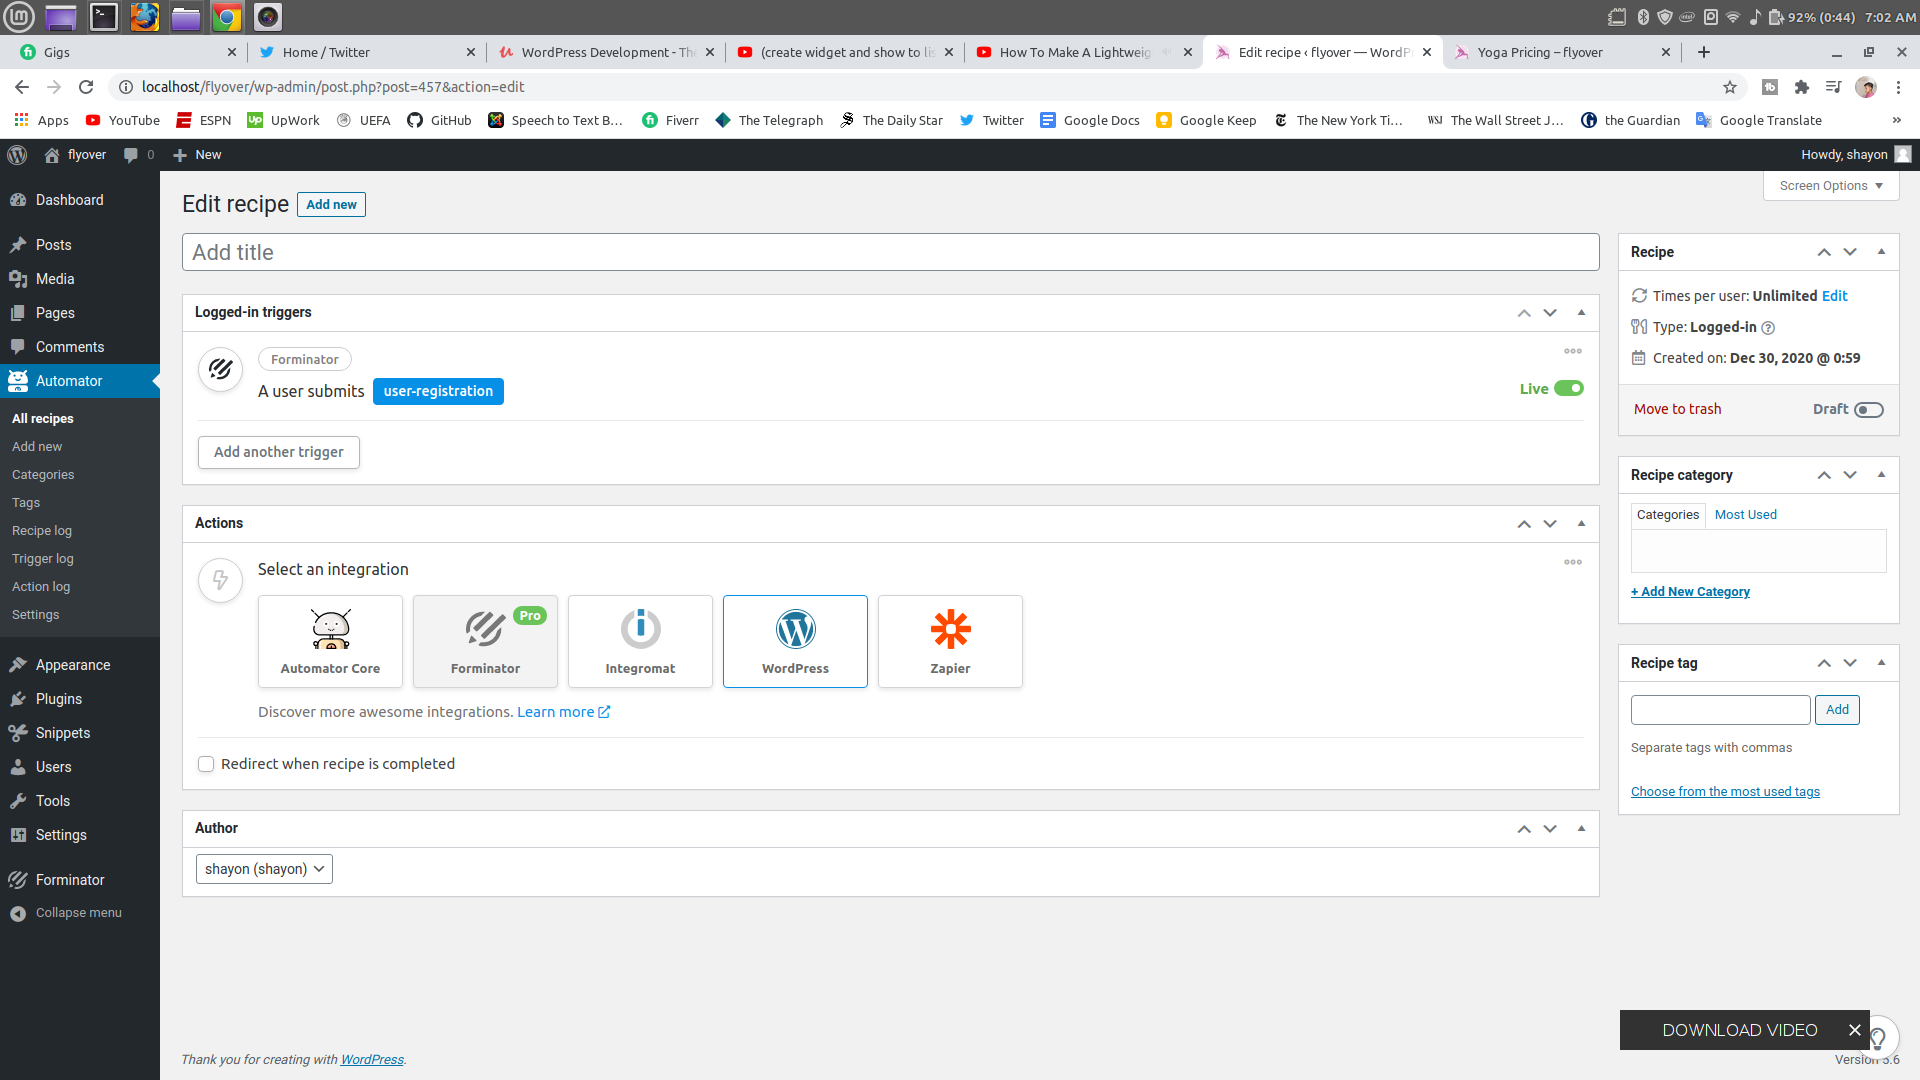 92% (0:44) 7:02 AM
Gigs
Home / Twitter
WordPress Development - The
(create widget and show to lis
How To Make A Lightweig
Edit recipe ‹ flyover — WordP
Yoga Pricing – flyover
localhost/flyover/wp-admin/post.php?post=457&action=edit
Apps
YouTube
ESPN
UpWork
UEFA
GitHub
Speech to Text B...
Fiverr
The Telegraph
The Daily Star
Twitter
Google Docs
Google Keep
The New York Ti...
The Wall Street J...
the Guardian
Google Translate
»
flyover
0
New
Howdy, shayon
Dashboard
Posts
Media
Pages
Comments
Automator
All recipes
Add new
Categories
Tags
Recipe log
Trigger log
Action log
Settings
Appearance
Plugins
Snippets
Users
Tools
Settings
Forminator
Collapse menu
Screen Options
Edit recipe
Add new
Add title
Logged-in triggers
Forminator
A user submits user-registration
Live
Add another trigger
Actions
Select an integration
Automator Core
Pro
Forminator
Integromat
WordPress
Zapier
Discover more awesome integrations. Learn more
Redirect when recipe is completed
Author
shayon (shayon)
Recipe
Times per user: Unlimited Edit
Type: Logged-in
Created on: Dec 30, 2020 @ 0:59
Move to trash
Draft
Recipe category
Categories
Most Used
+ Add New Category
Recipe tag
Add
Separate tags with commas
Choose from the most used tags
DOWNLOAD VIDEO
Thank you for creating with WordPress.
Version 5.6